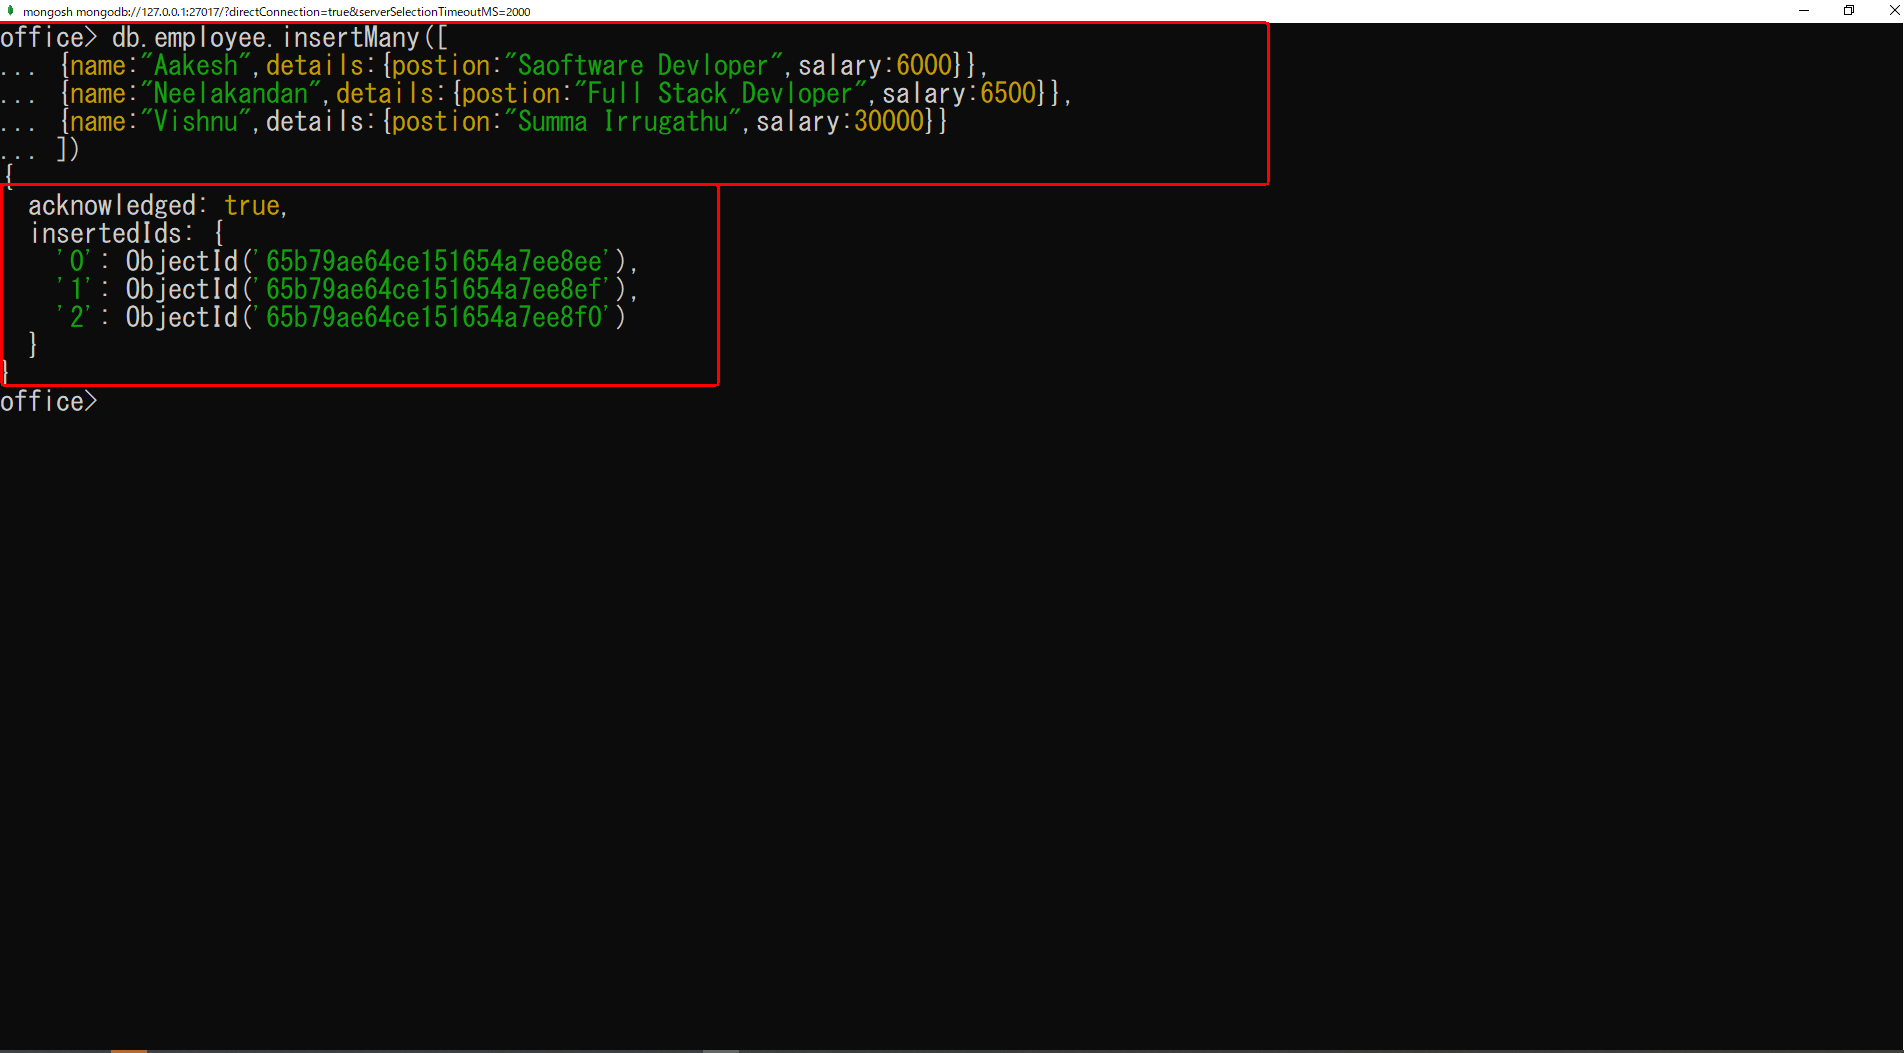 mongosh mongodb://127.0.0.1:27017/?directConnection=true&serverSelectionTimeoutMS=2000
office> db.employee.insertMany([
... {name:"Aakesh",details:{postion:"Saoftware Devloper",salary:6000}},
... {name:"Neelakandan",details:{postion:"Full Stack Devloper",salary:6500}},
... {name:"Vishnu",details:{postion:"Summa Irrugathu",salary:30000}}
... ])
{
  acknowledged: true,
  insertedIds: {
    '0': ObjectId('65b79ae64ce151654a7ee8ee'),
    '1': ObjectId('65b79ae64ce151654a7ee8ef'),
    '2': ObjectId('65b79ae64ce151654a7ee8f0')
  }
}
office>